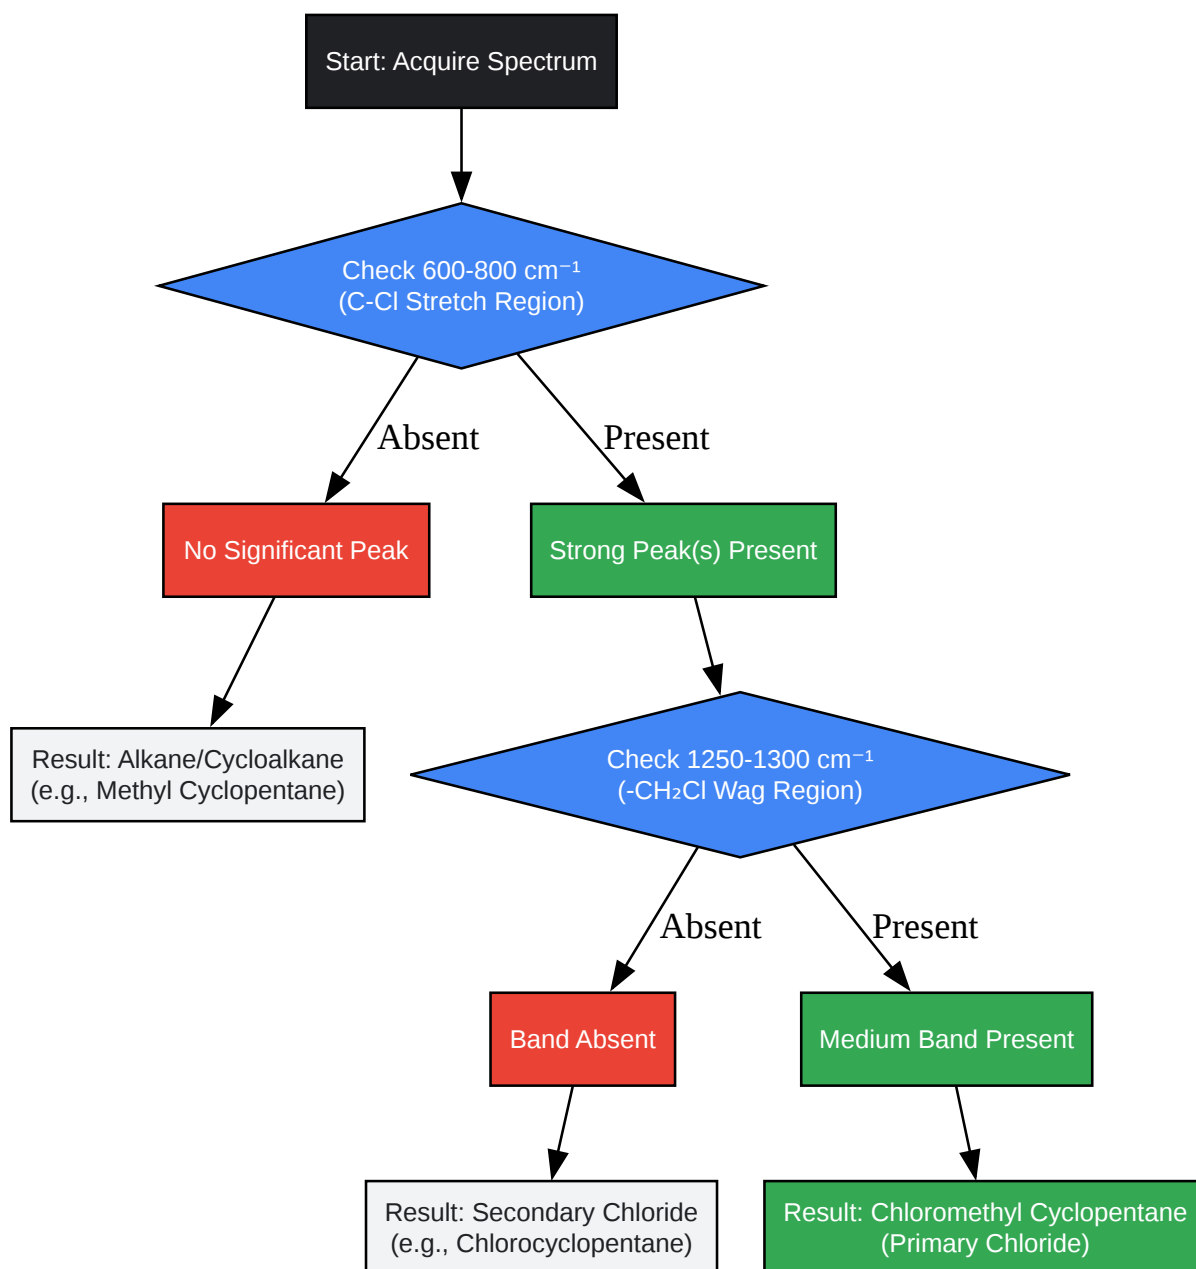 Start: Acquire Spectrum
Check 600-800 cm⁻¹
(C-Cl Stretch Region)
Absent
Present
No Significant Peak
Strong Peak(s) Present
Result: Alkane/Cycloalkane
(e.g., Methyl Cyclopentane)
Check 1250-1300 cm⁻¹
(-CH₂Cl Wag Region)
Absent
Present
Band Absent
Medium Band Present
Result: Secondary Chloride
(e.g., Chlorocyclopentane)
Result: Chloromethyl Cyclopentane
(Primary Chloride)